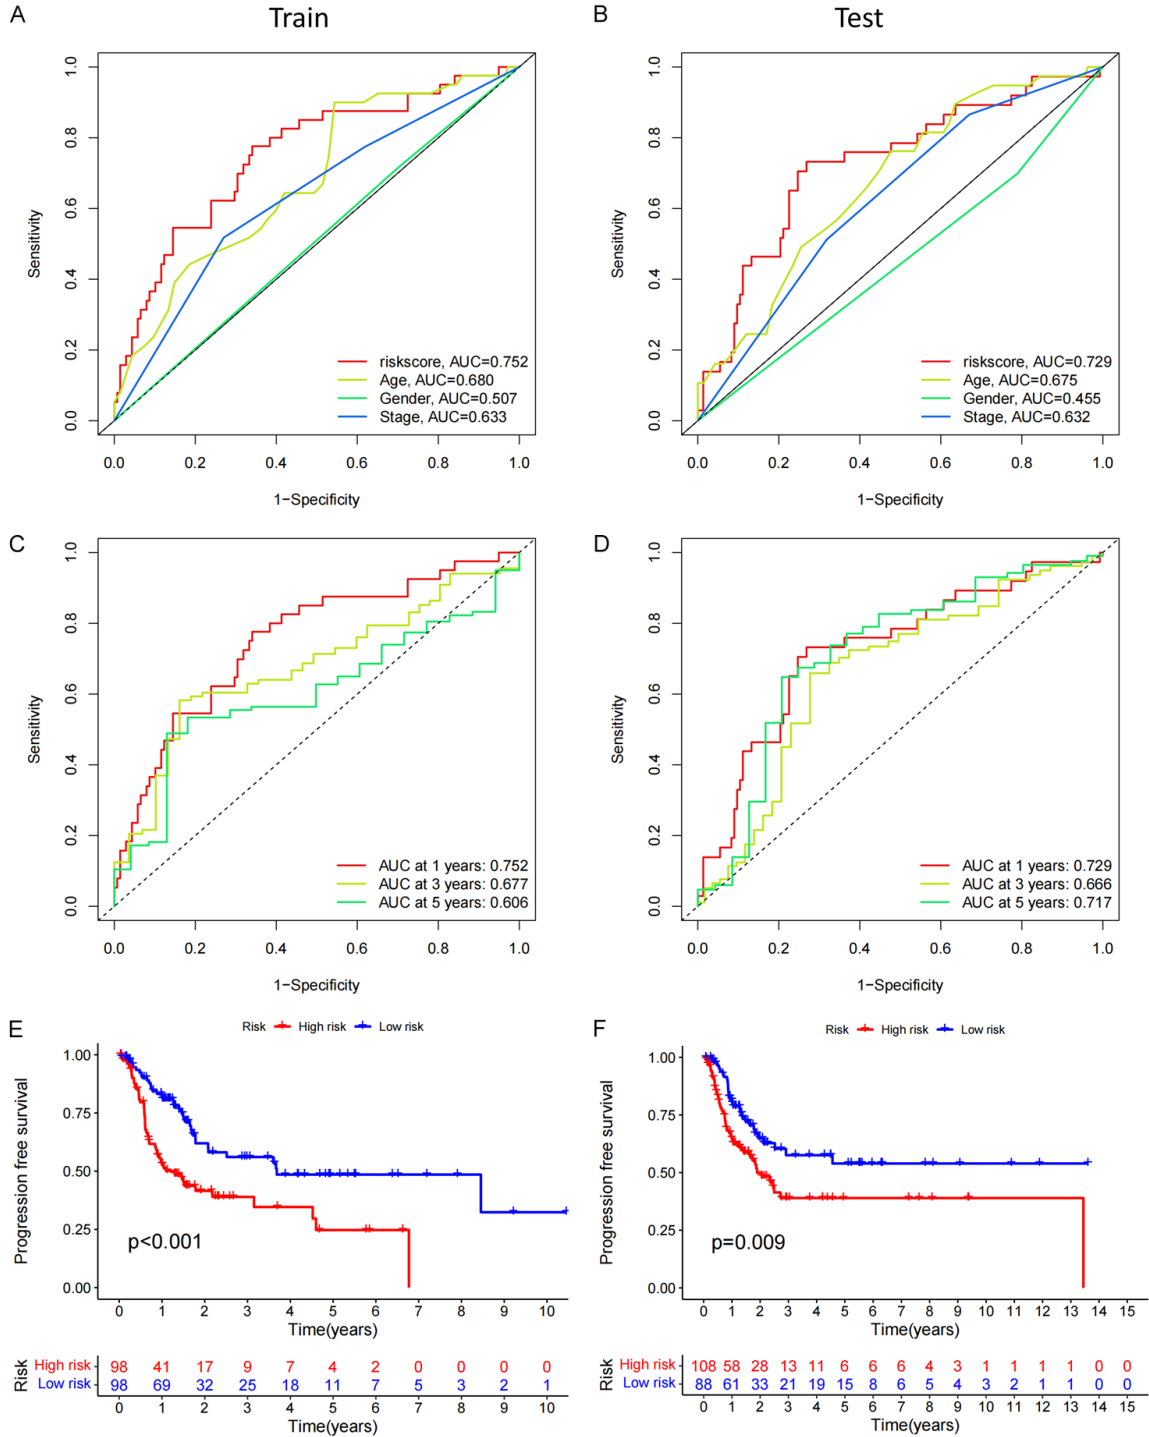 A
Train
B
Test
1.0
0.8
0.6
0.4
0.2
0.0
Sensitivity
riskscore, AUC=0.752
Age, AUC=0.680
Gender, AUC=0.507
Stage, AUC=0.633
0.0 0.2 0.4 0.6 0.8 1.0
1−Specificity
1.0
0.8
0.6
0.4
0.2
0.0
Sensitivity
riskscore, AUC=0.729
Age, AUC=0.675
Gender, AUC=0.455
Stage, AUC=0.632
0.0 0.2 0.4 0.6 0.8 1.0
1−Specificity
C
1.0
0.8
0.6
0.4
0.2
0.0
Sensitivity
AUC at 1 years: 0.752
AUC at 3 years: 0.677
AUC at 5 years: 0.606
0.0 0.2 0.4 0.6 0.8 1.0
1−Specificity
D
1.0
0.8
0.6
0.4
0.2
0.0
Sensitivity
AUC at 1 years: 0.729
AUC at 3 years: 0.666
AUC at 5 years: 0.717
0.0 0.2 0.4 0.6 0.8 1.0
1−Specificity
E
Risk High risk Low risk
1.00
0.75
0.50
0.25
0.00
Progression free survival
p<0.001
0 1 2 3 4 5 6 7 8 9 10
Time(years)
Risk
High risk 98 41 17 9 7 4 2 0 0 0 0
Low risk 98 69 32 25 18 11 7 5 3 2 1
0 1 2 3 4 5 6 7 8 9 10
Time(years)
F
Risk High risk Low risk
1.00
0.75
0.50
0.25
0.00
Progression free survival
p=0.009
0 1 2 3 4 5 6 7 8 9 10 11 12 13 14 15
Time(years)
Risk
High risk 108 58 28 13 11 6 6 6 4 3 1 1 1 1 0 0
Low risk 88 61 33 21 19 15 8 6 5 4 3 2 1 1 0 0
0 1 2 3 4 5 6 7 8 9 10 11 12 13 14 15
Time(years)